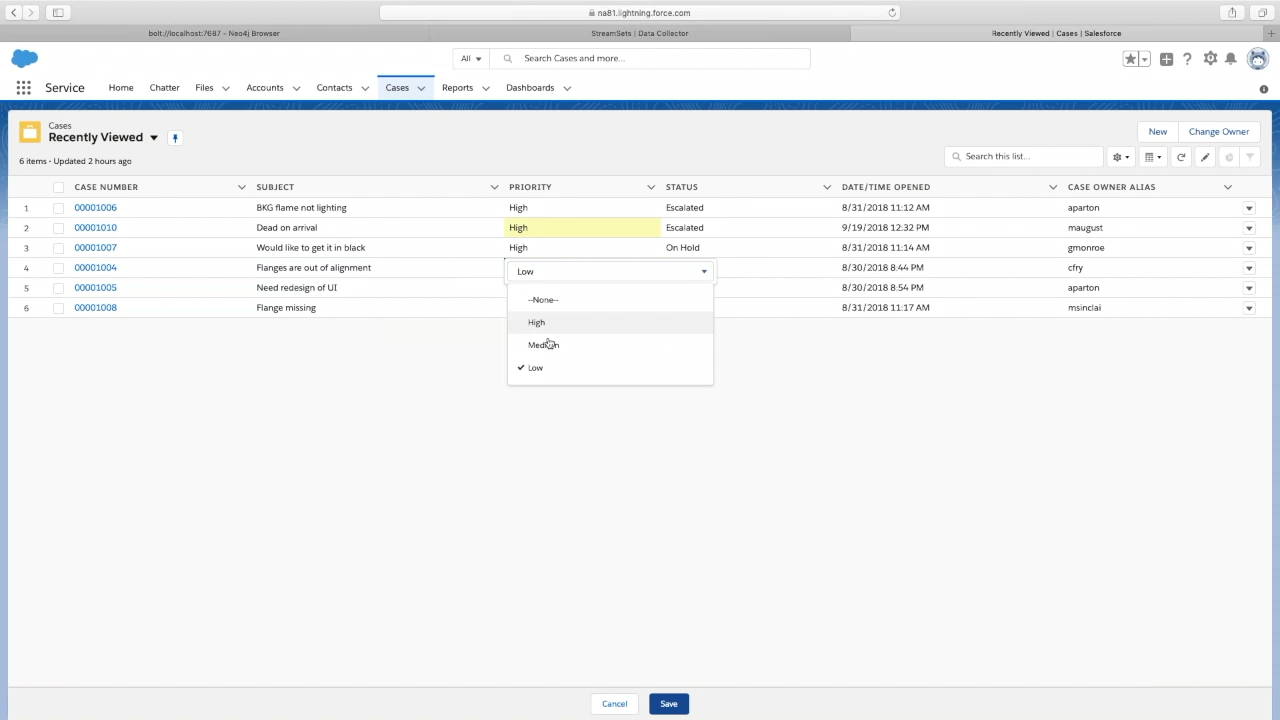 na81.lightning.force.com
bolt://localhost:7687 - Neo4j Browser
StreamSets | Data Collector
Recently Viewed | Cases | Salesforce
All
Search Cases and more...
Service
Home
Chatter
Files
Accounts
Contacts
Cases
Reports
Dashboards
Cases
Recently Viewed
New
Change Owner
6 items • Updated 2 hours ago
Search this list...
CASE NUMBER SUBJECT PRIORITY STATUS DATE/TIME OPENED CASE OWNER ALIAS
1 00001006 BKG flame not lighting High Escalated 8/31/2018 11:12 AM aparton
2 00001010 Dead on arrival High Escalated 9/19/2018 12:32 PM maugust
3 00001007 Would like to get it in black High On Hold 8/31/2018 11:14 AM gmonroe
4 00001004 Flanges are out of alignment 8/30/2018 8:44 PM cfry
5 00001005 Need redesign of UI 8/30/2018 8:54 PM aparton
6 00001008 Flange missing 8/31/2018 11:17 AM msinclai
Low
--None--
High
Medium
Low
Cancel
Save